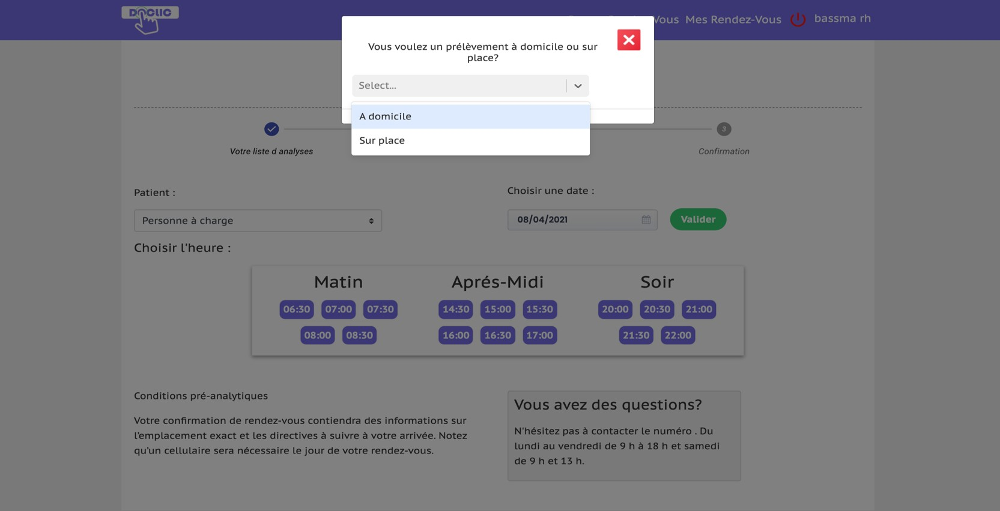 DOCLIC
Vous Mes Rendez-Vous bassma rh
Vous voulez un prélèvement à domicile ou sur
place?
Select...
A domicile
Sur place
Votre liste d analyses
3
Confirmation
Patient :
Personne à charge
Choisir une date :
08/04/2021
Valider
Choisir l'heure :
Matin
06:30 07:00 07:30
08:00 08:30
Aprés-Midi
14:30 15:00 15:30
16:00 16:30 17:00
Soir
20:00 20:30 21:00
21:30 22:00
Conditions pré-analytiques
Votre confirmation de rendez-vous contiendra des informations sur
l'emplacement exact et les directives à suivre à votre arrivée. Notez
qu'un cellulaire sera nécessaire le jour de votre rendez-vous.
Vous avez des questions?
N'hésitez pas à contacter le numéro . Du
lundi au vendredi de 9 h à 18 h et samedi
de 9 h et 13 h.